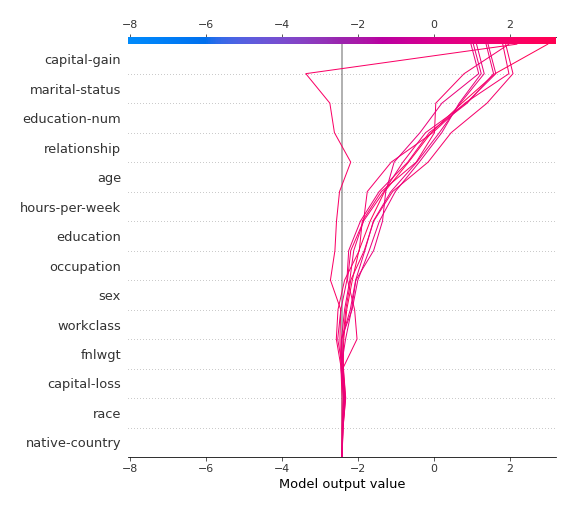 −8 −6 −4 −2 0 2
capital-gain
marital-status
education-num
relationship
age
hours-per-week
education
occupation
sex
workclass
fnlwgt
capital-loss
race
native-country
−8 −6 −4 −2 0 2
Model output value